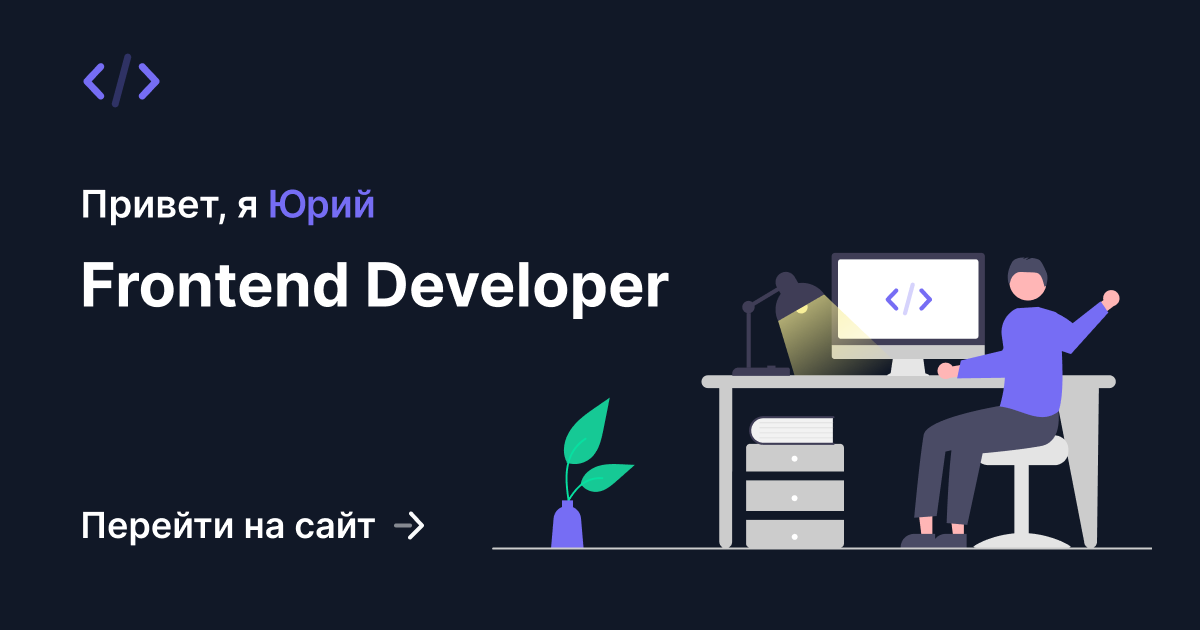 </>
Привет, я Юрий
Frontend Developer
</>
Перейти на сайт →